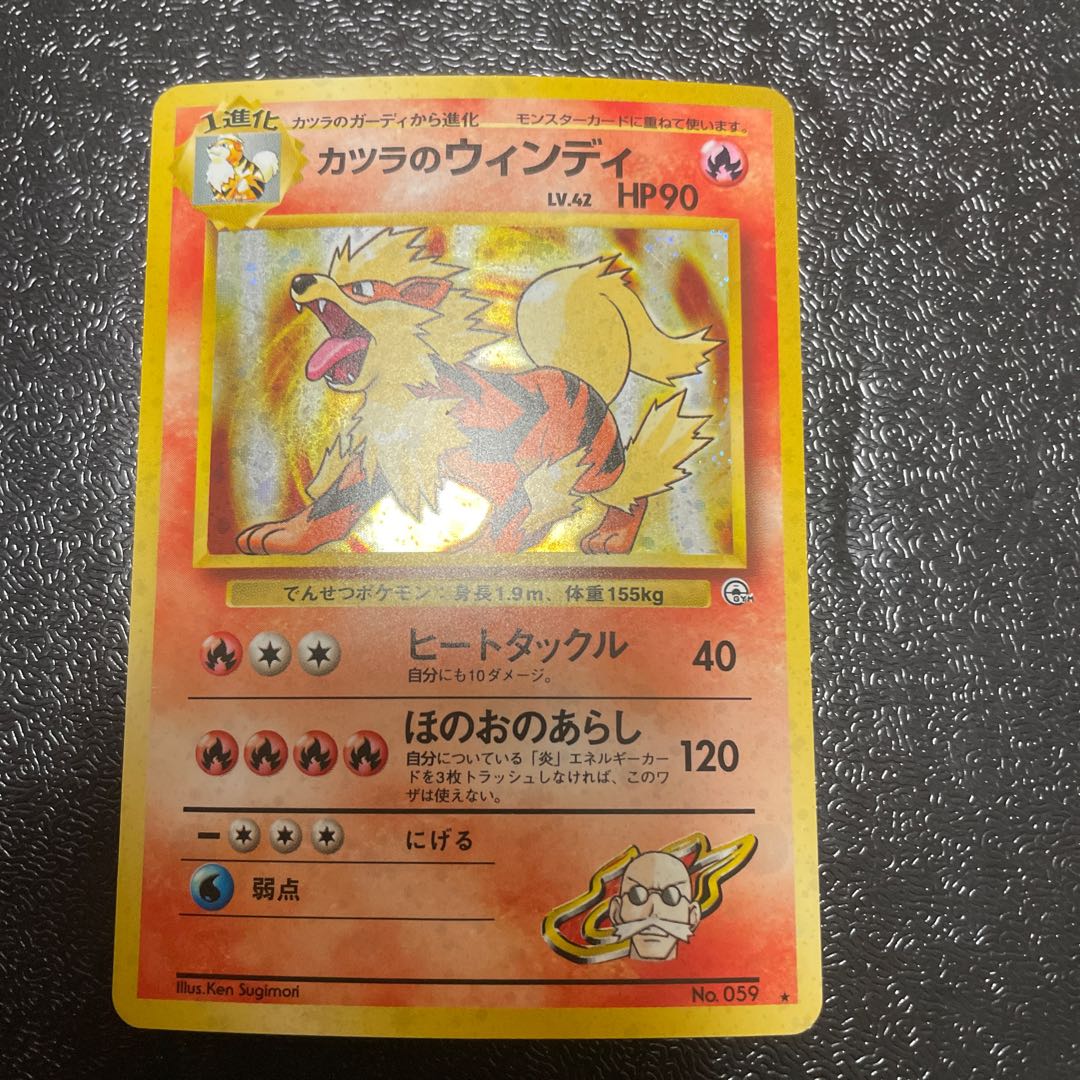 1進化
カツラのガーディから進化 モンスターカードに重ねて使います。
カツラのウィンディ
LV.42 HP90
でんせつポケモン：身長1.9m、体重155kg
GYM
ヒートタックル 40
自分にも10ダメージ。
ほのおのあらし 120
自分についている「炎」エネルギーカー
ドを3枚トラッシュしなければ、このワ
ザは使えない。
ー にげる
弱点
Illus.Ken Sugimori No. 059 ★